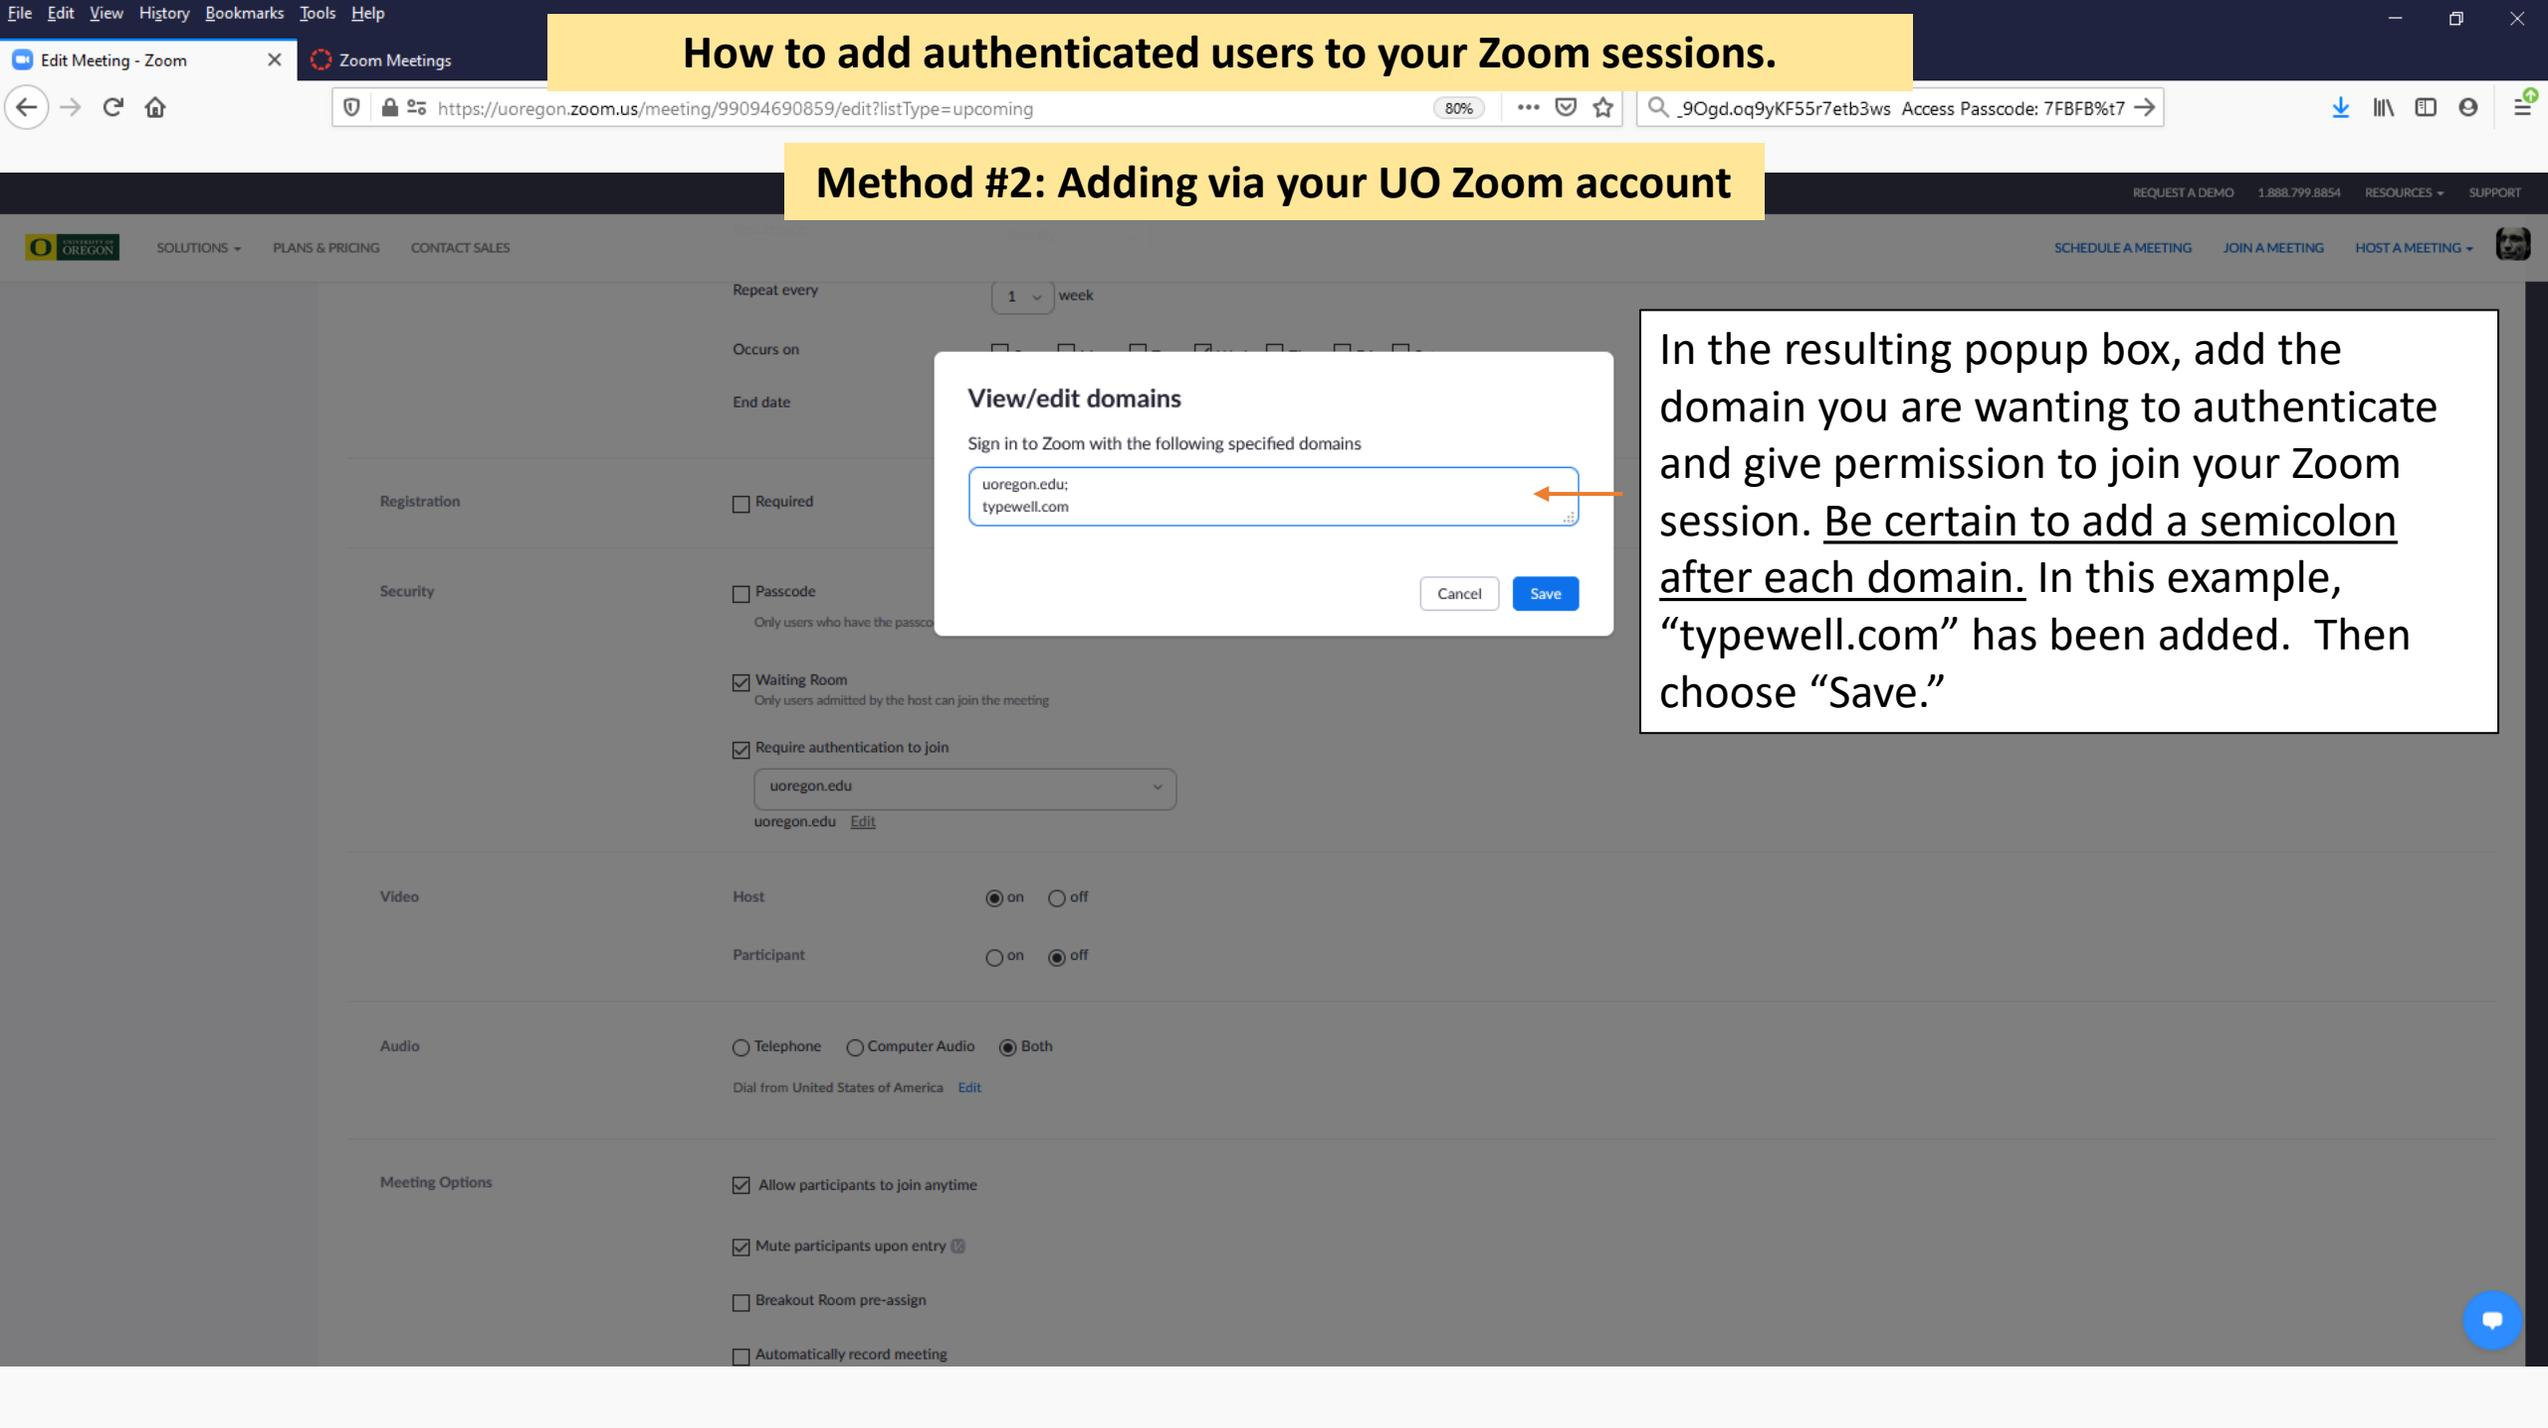 File Edit View History Bookmarks Tools Help
How to add authenticated users to your Zoom sessions.
Edit Meeting - Zoom
Zoom Meetings
https://uoregon.zoom.us/meeting/99094690859/edit?listType=upcoming
80%
_9Ogd.oq9yKF55r7etb3ws Access Passcode: 7FBFB%t7
Method #2: Adding via your UO Zoom account
REQUEST A DEMO 1.888.799.8854 RESOURCES SUPPORT
O UNIVERSITY OF
OREGON
SOLUTIONS PLANS & PRICING CONTACT SALES
SCHEDULE A MEETING JOIN A MEETING HOST A MEETING
Repeat every 1 week
Occurs on
End date
View/edit domains
Sign in to Zoom with the following specified domains
uoregon.edu;
typewell.com
Cancel Save
In the resulting popup box, add the
domain you are wanting to authenticate
and give permission to join your Zoom
session. Be certain to add a semicolon
after each domain. In this example,
“typewell.com” has been added.  Then
choose “Save.”
Registration Required
Security Passcode
Only users who have the
Waiting Room
Only users admitted by the host can join the meeting
Require authentication to join
uoregon.edu
uoregon.edu Edit
Video Host on off
Participant on off
Audio Telephone Computer Audio Both
Dial from United States of America Edit
Meeting Options Allow participants to join anytime
Mute participants upon entry
Breakout Room pre-assign
Automatically record meeting